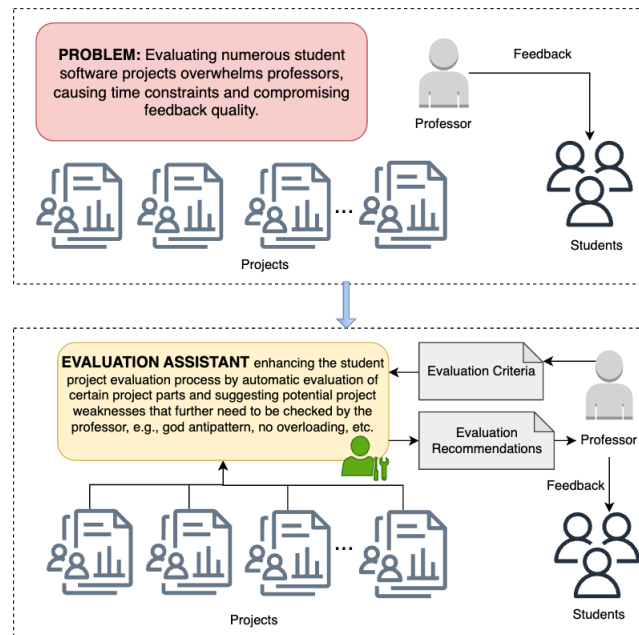 PROBLEM: Evaluating numerous student
software projects overwhelms professors,
causing time constraints and compromising
feedback quality.
Feedback
Professor
...
Projects
Students
EVALUATION ASSISTANT enhancing the student
project evaluation process by automatic evaluation of
certain project parts and suggesting potential project
weaknesses that further need to be checked by the
professor, e.g., god antipattern, no overloading, etc.
Evaluation Criteria
Evaluation
Recommendations
Professor
Feedback
...
Projects
Students